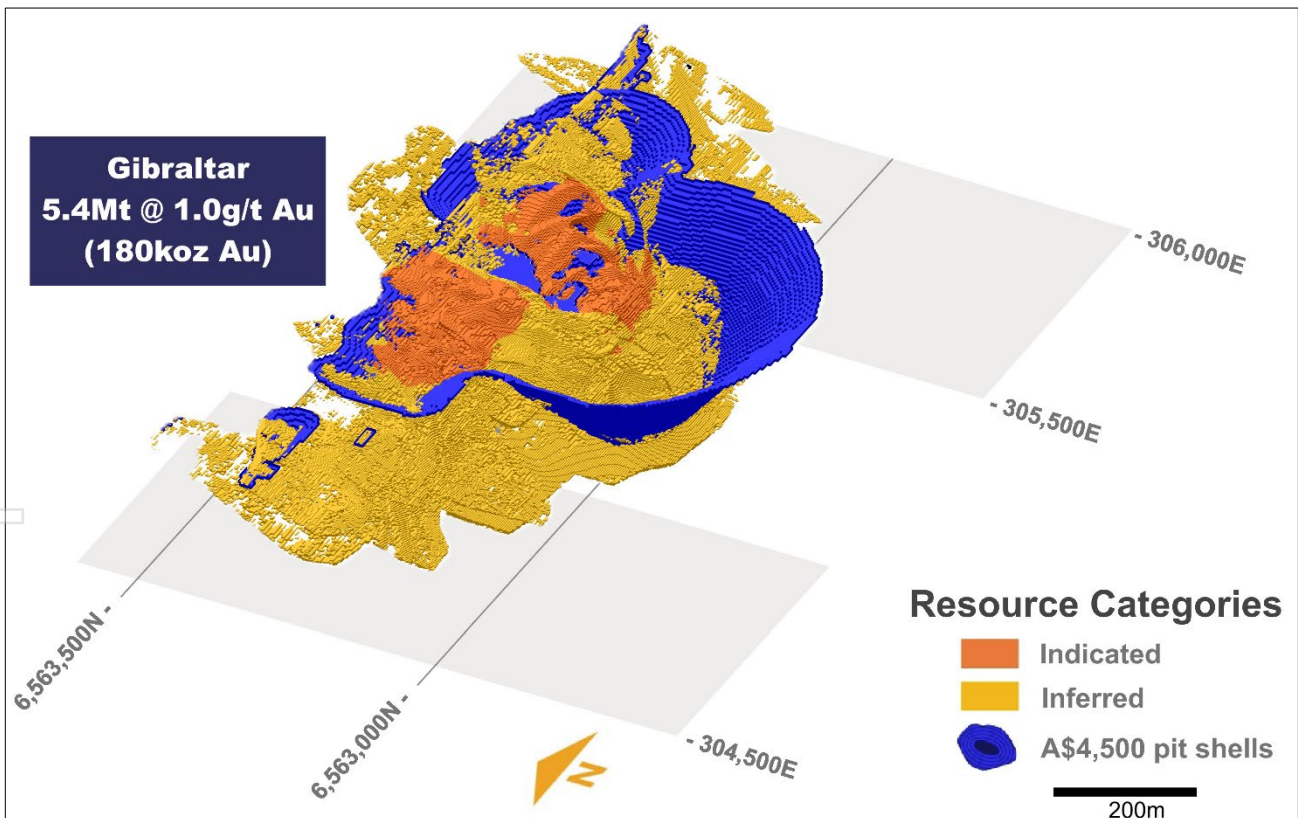 Gibraltar
5.4Mt @ 1.0g/t Au
(180koz Au)
- 306,000E
- 305,500E
6,563,500N -
6,563,000N -
- 304,500E
N
Resource Categories
Indicated
Inferred
A$4,500 pit shells
200m